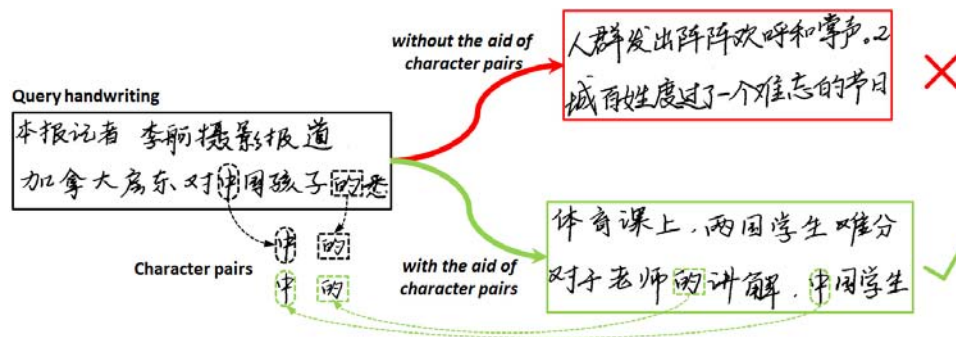 without the aid of
character pairs
人群发出阵阵欢呼和掌声。2
城百姓度过了一个难忘的节日
Query handwriting
本报记者 李舸摄影报道
加拿大房东对中国孩子的悉
中 的
Character pairs
中 的
with the aid of
character pairs
体育课上,两国学生难分
对于老师的讲解,中国学生